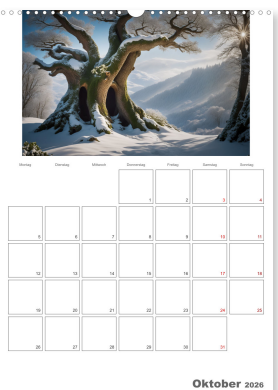 Montag Dienstag Mittwoch Donnerstag Freitag Samstag Sonntag
1 2 3 4
5 6 7 8 9 10 11
12 13 14 15 16 17 18
19 20 21 22 23 24 25
26 27 28 29 30 31
Oktober 2026